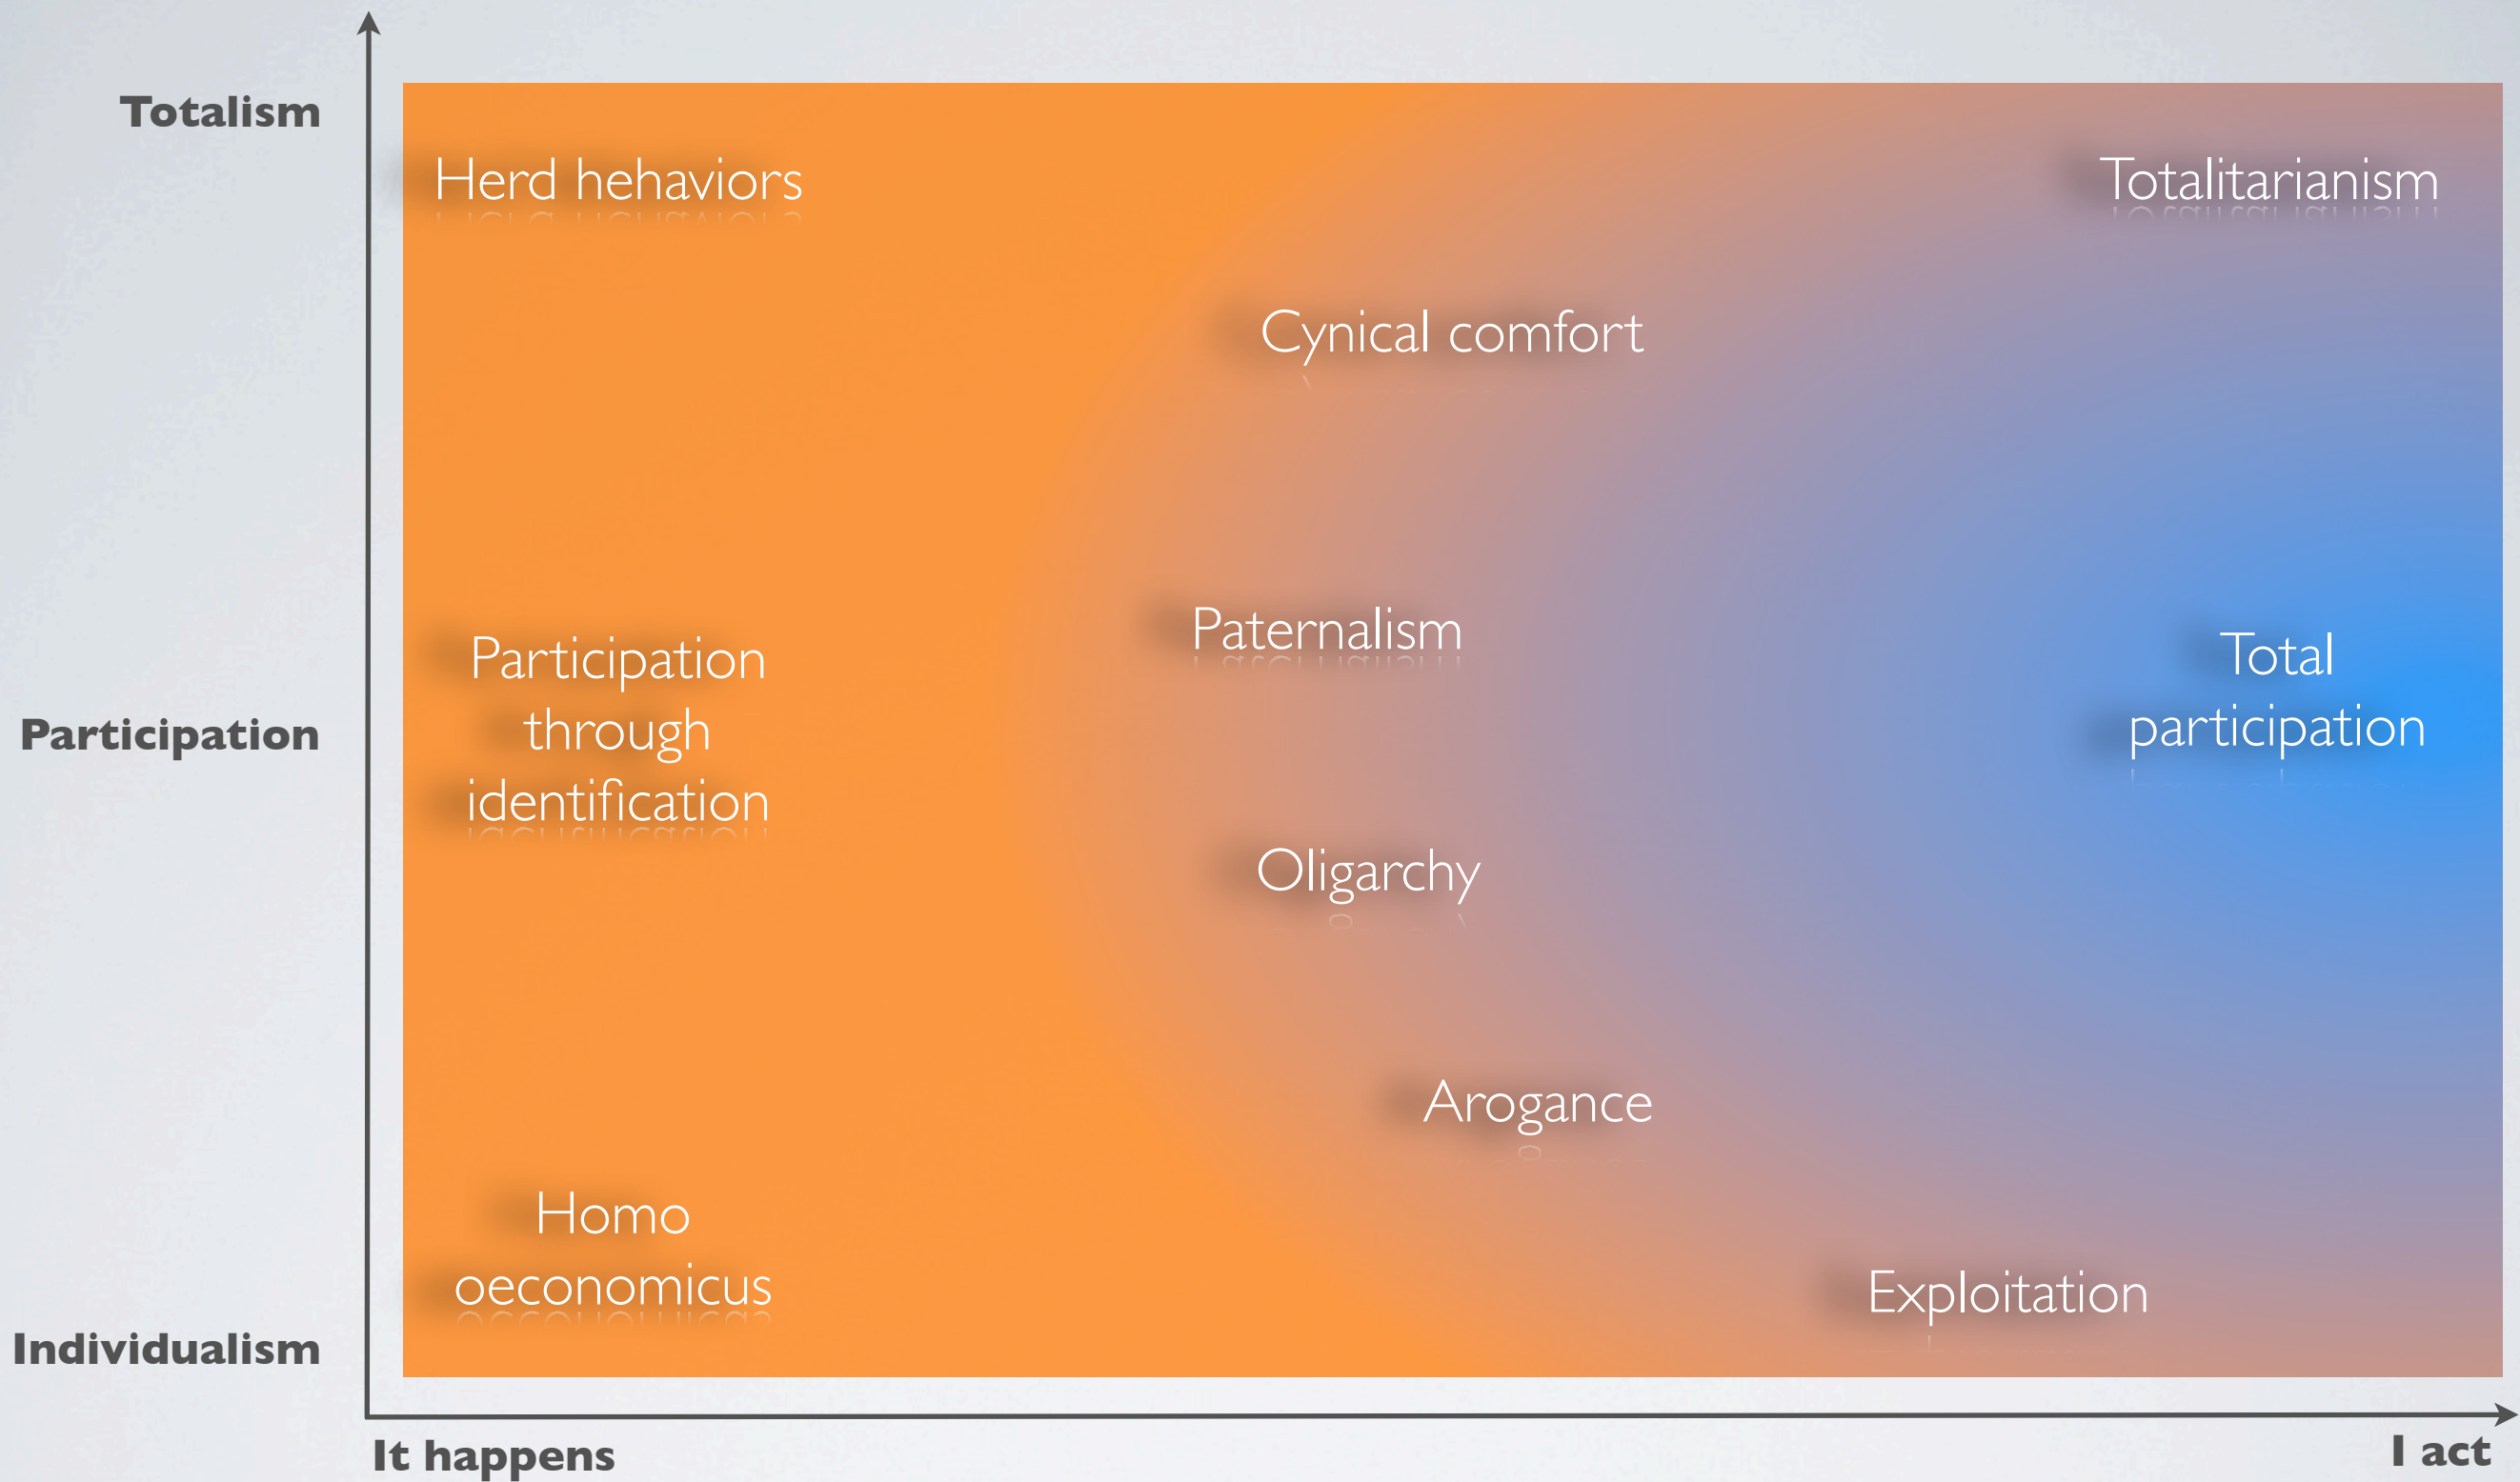 Totalism
Herd hehaviors
Totalitarianism
Cynical comfort
Participation
Participation
through
identification
Paternalism
Total
participation
Oligarchy
Arogance
Homo
oeconomicus
Exploitation
Individualism
It happens
I act